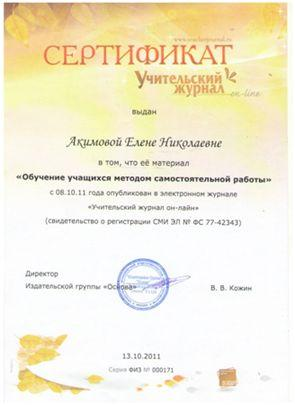 www.teacherjournal.ru
СЕРТИФИКАТ
Учительский
журнал
on-line
выдан
Акимовой Елене Николаевне
в том, что её материал
«Обучение учащихся методом самостоятельной работы»
с 08.10.11 года опубликован в электронном журнале
«Учительский журнал он-лайн»
(свидетельство о регистрации СМИ ЭЛ № ФС 77-42343)
Директор
Издательской группы «Основа»
В. В. Кожин
13.10.2011
Серия ФИЗ № 000171